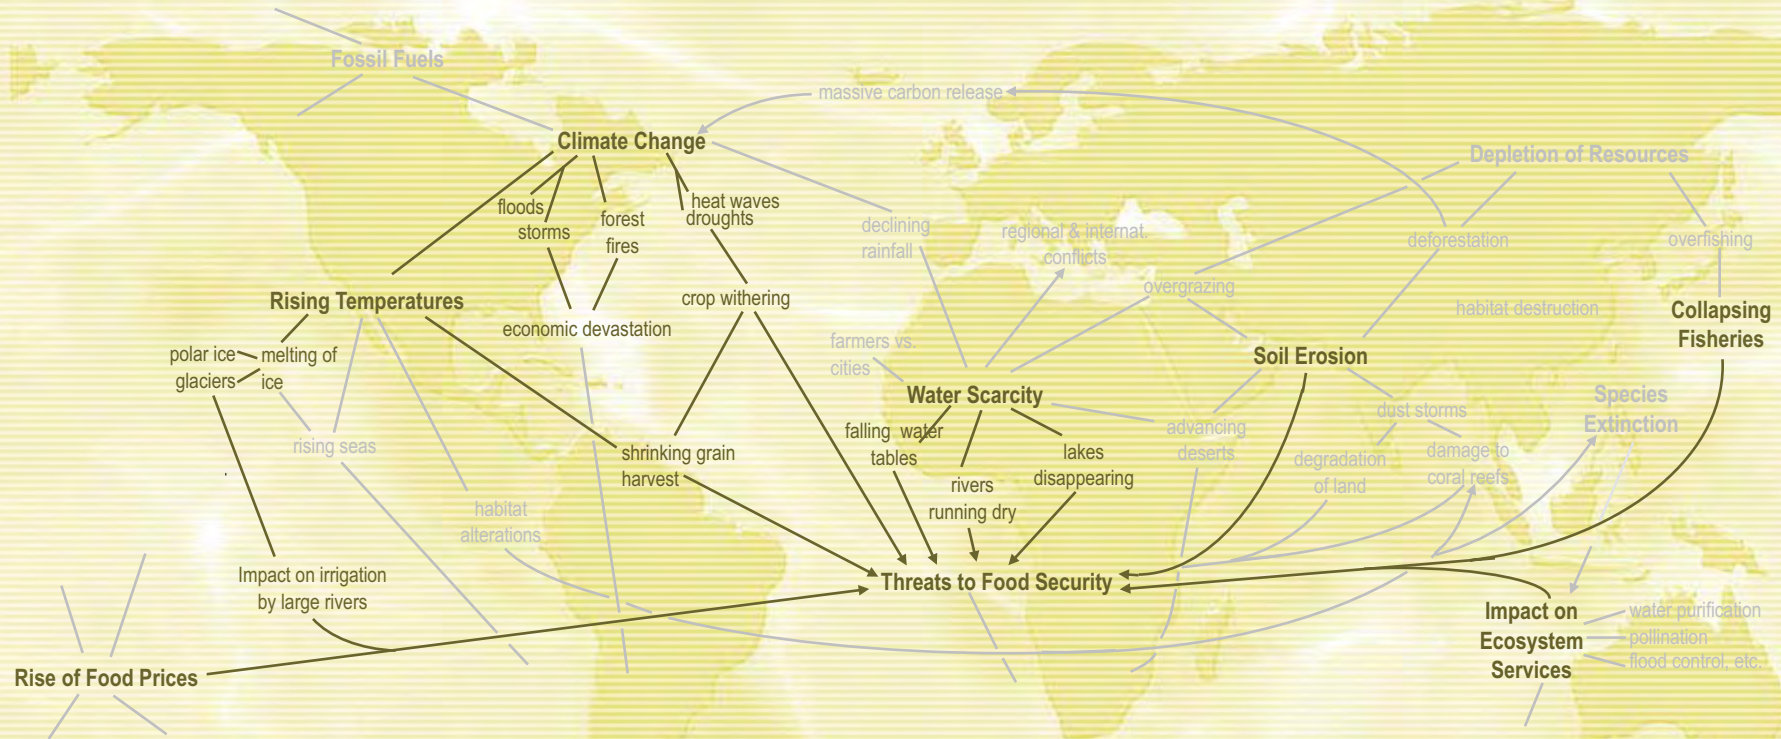 Fossil Fuels
massive carbon release
Climate Change
Depletion of Resources
floods
storms
forest
fires
heat waves
droughts
declining
rainfall
regional & internat.
conflicts
deforestation
overfishing
overgrazing
Rising Temperatures
crop withering
habitat destruction
Collapsing
Fisheries
economic devastation
farmers vs.
cities
polar ice
glaciers
melting of
ice
Soil Erosion
Water Scarcity
Species
Extinction
dust storms
falling water
tables
advancing
deserts
rising seas
shrinking grain
harvest
lakes
disappearing
degradation
of land
damage to
coral reefs
rivers
running dry
habitat
alterations
Impact on irrigation
by large rivers
Threats to Food Security
Impact on
Ecosystem
Services
water purification
pollination
flood control, etc.
Rise of Food Prices